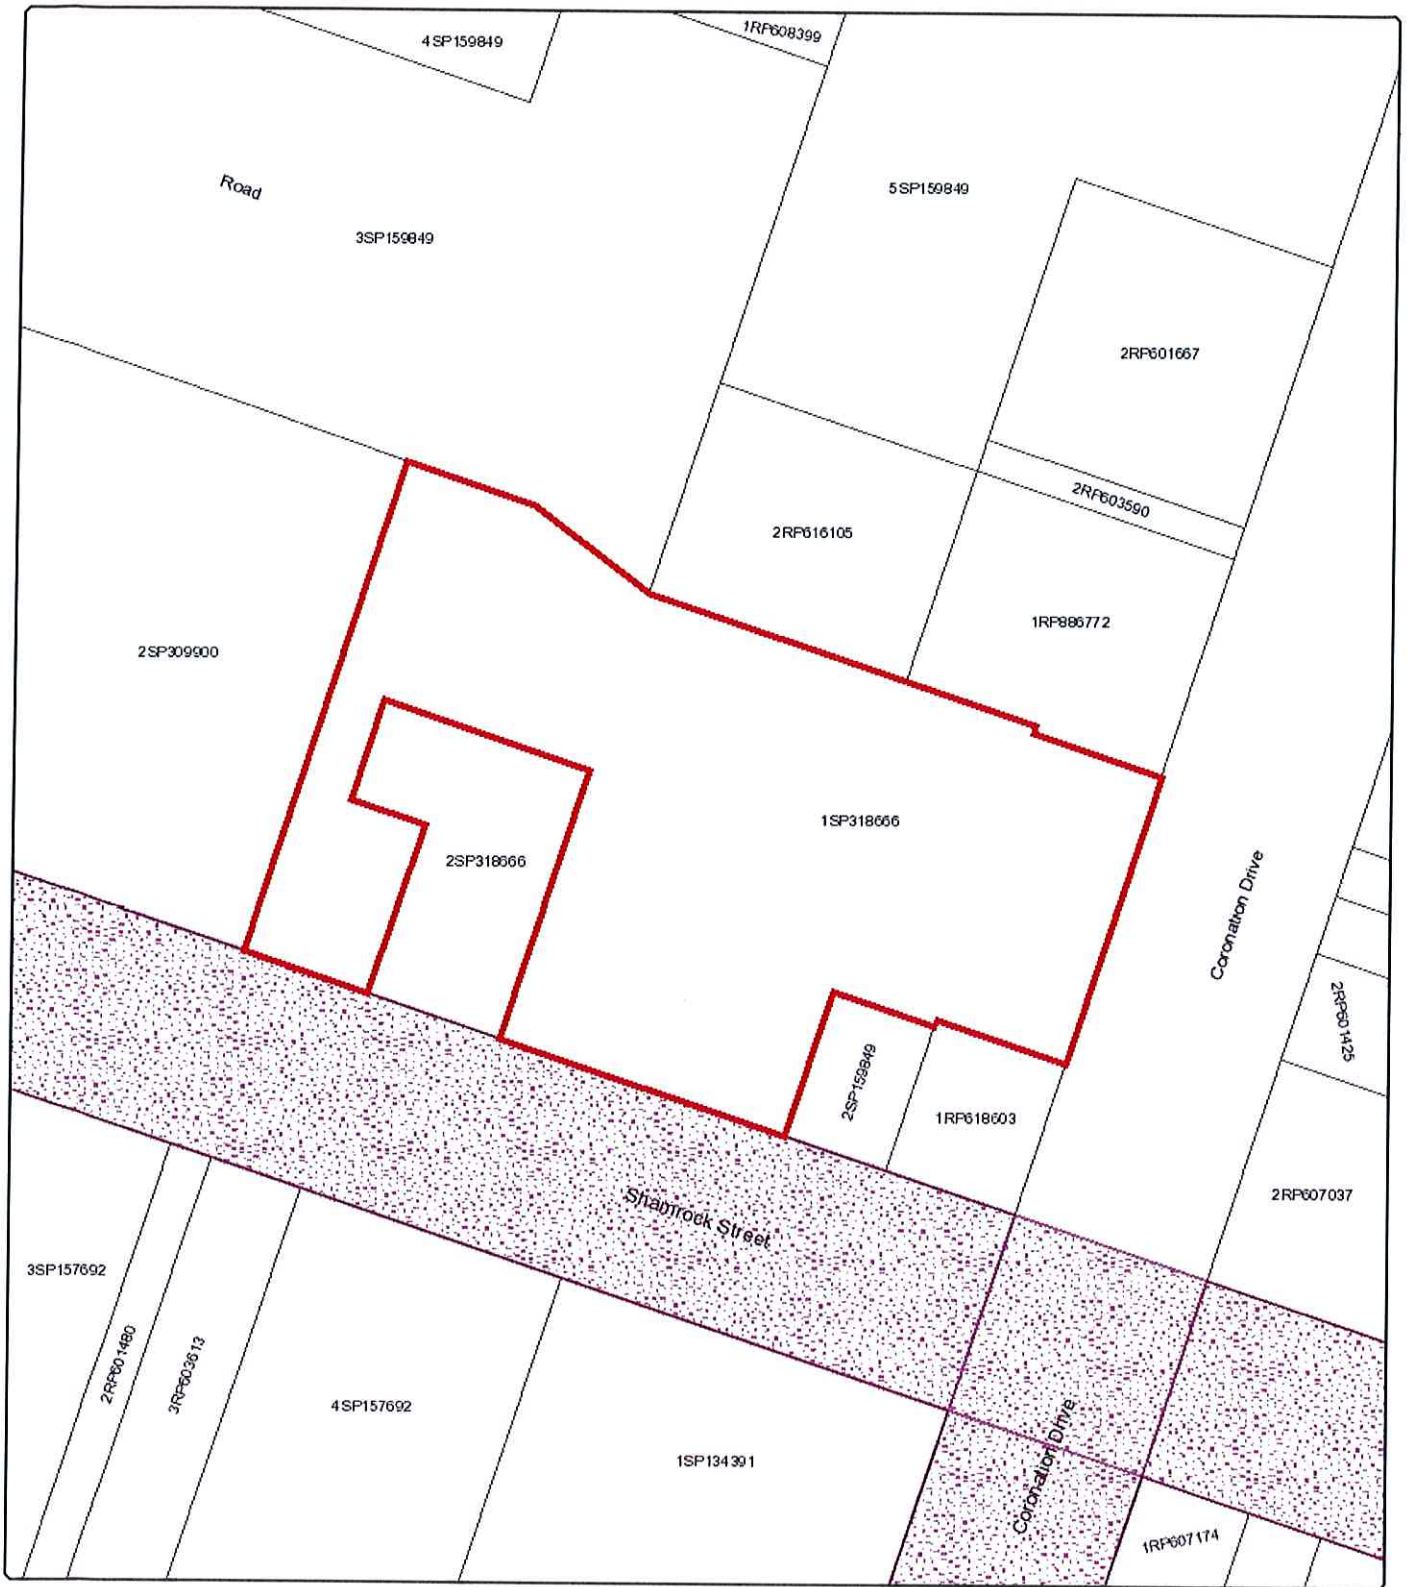 4SP159849
1RP608399
Road
3SP159849
5SP159849
2RP601667
2RP603590
2RP616105
1RP886772
2SP309900
1SP318666
2SP318666
Coronation Drive
2RP601425
2SP159849
1RP618603
2RP607037
Shamrock Street
3SP157692
2RP601480
3RP603613
4SP157692
1SP134391
Coronation Drive
1RP607174